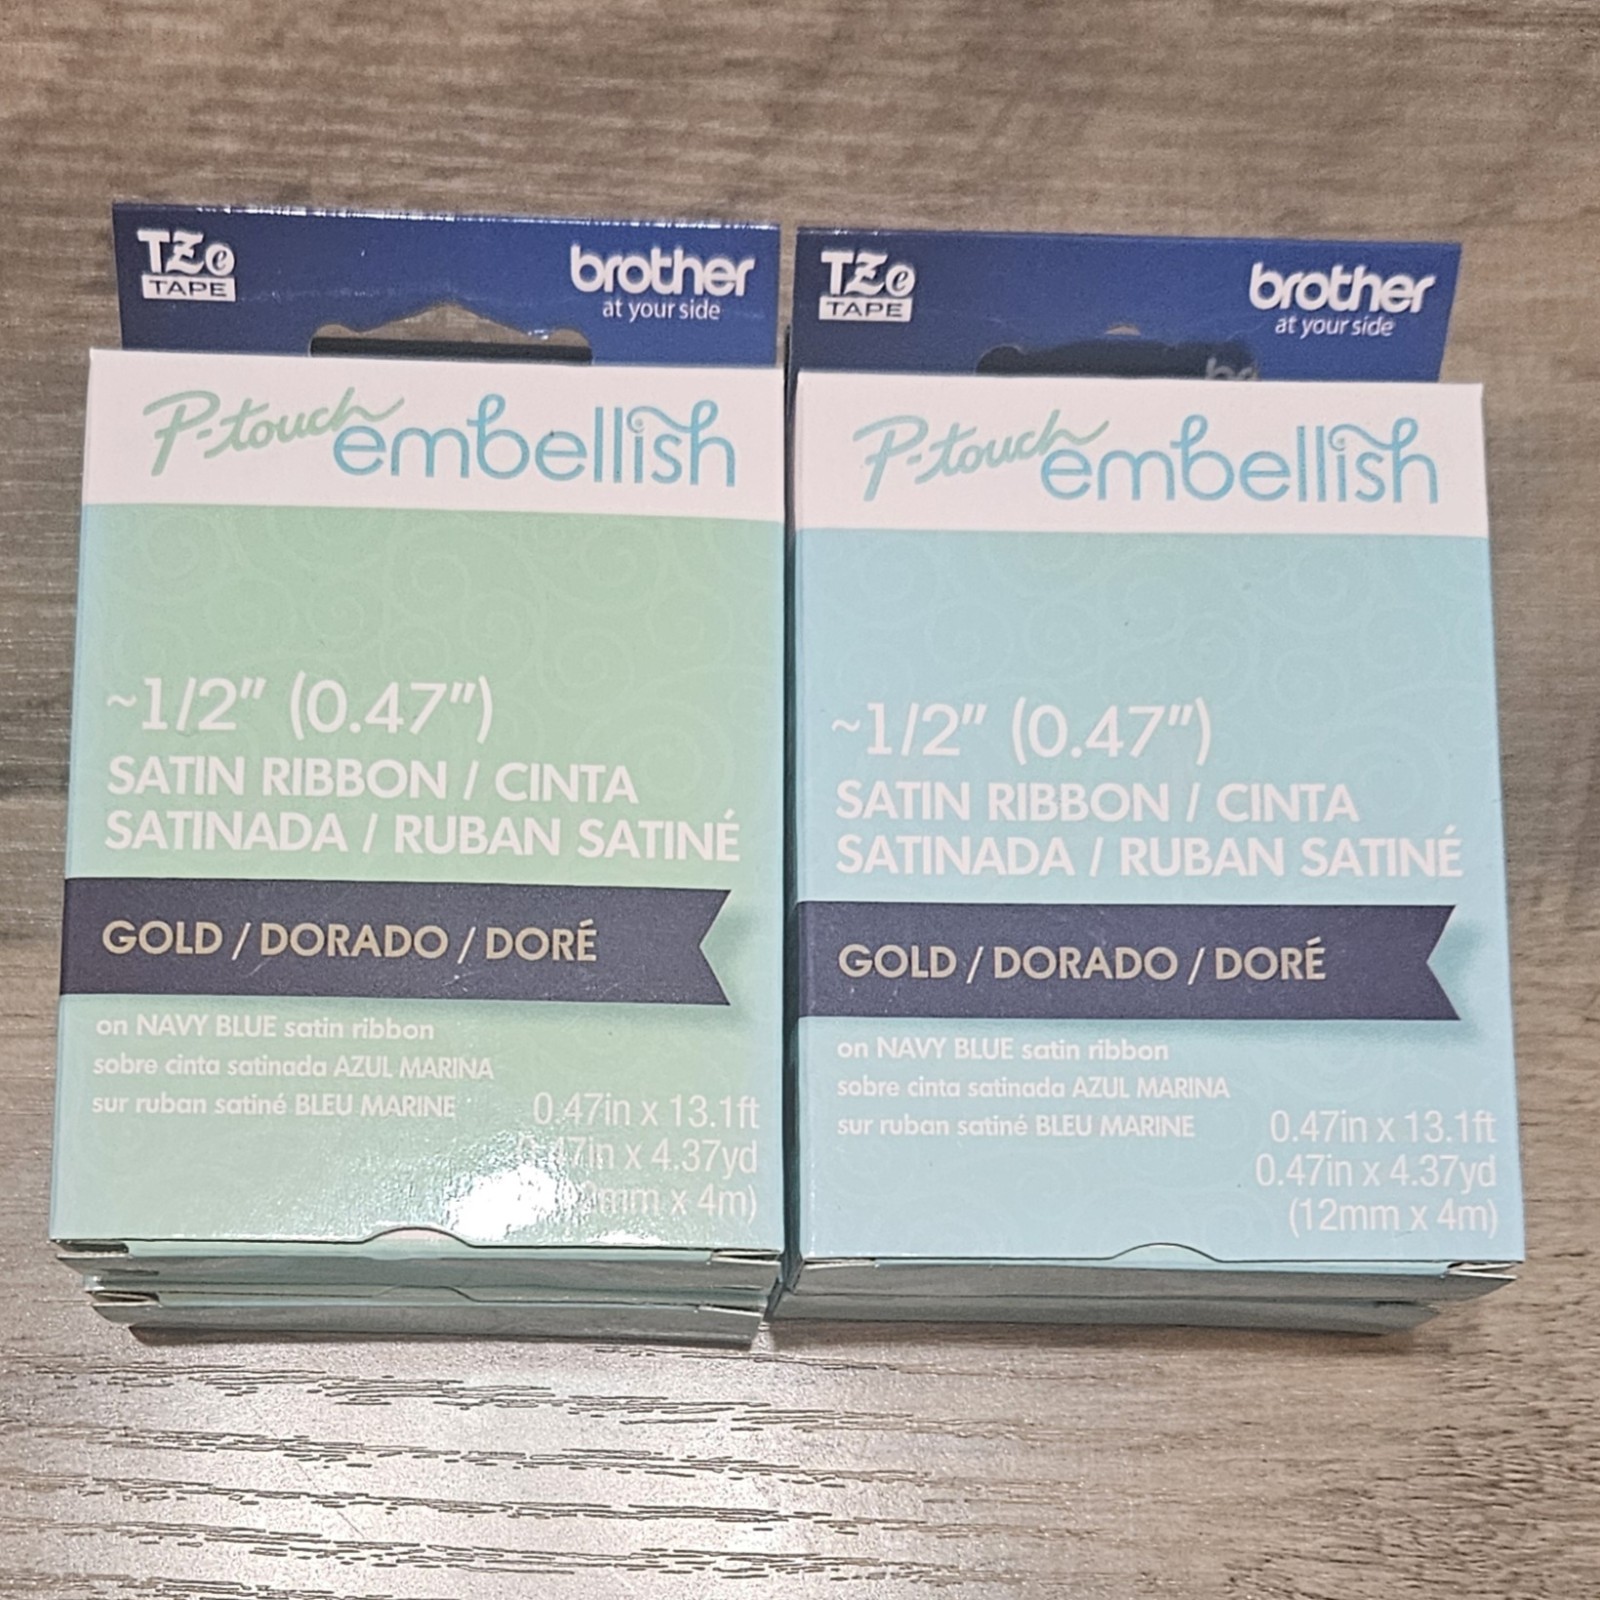 TZe
TAPE
brother
at your side
P-touch embellish
~1/2" (0.47")
SATIN RIBBON / CINTA
SATINADA / RUBAN SATINÉ
GOLD / DORADO / DORÉ
on NAVY BLUE satin ribbon
sobre cinta satinada AZUL MARINA
sur ruban satiné BLEU MARINE
0.47in x 13.1ft
x 4.37yd
x 4m)
TZe
TAPE
brother
at your side
P-touch embellish
~1/2" (0.47")
SATIN RIBBON / CINTA
SATINADA / RUBAN SATINÉ
GOLD / DORADO / DORÉ
on NAVY BLUE satin ribbon
sobre cinta satinada AZUL MARINA
sur ruban satiné BLEU MARINE
0.47in x 13.1ft
0.47in x 4.37yd
(12mm x 4m)